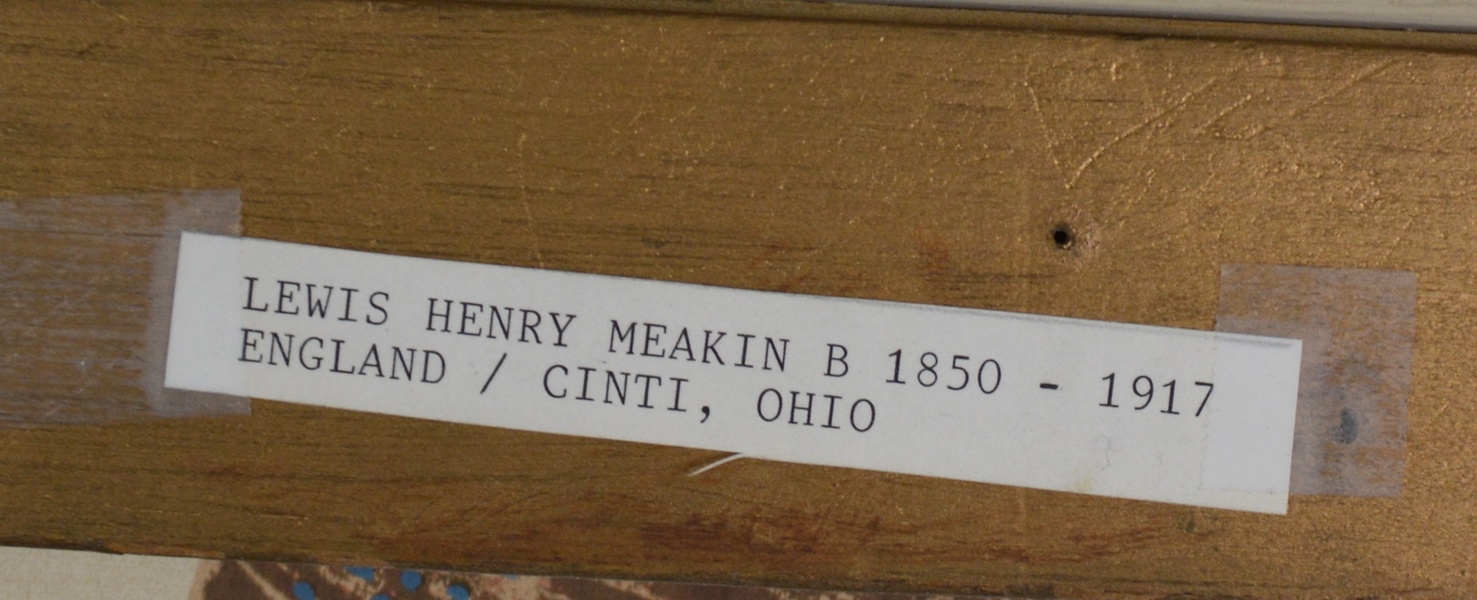 LEWIS HENRY MEAKIN B 1850 - 1917
ENGLAND / CINTI, OHIO